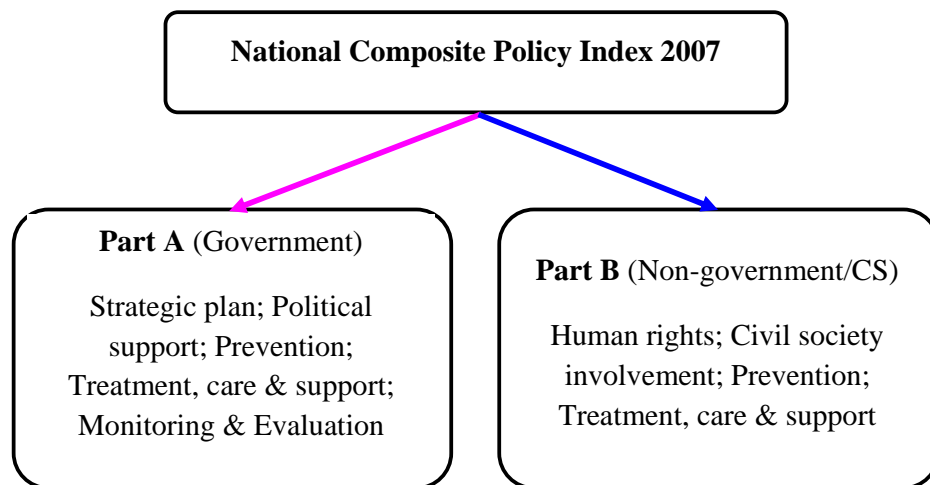 National Composite Policy Index 2007
Part A (Government)
Strategic plan; Political
support; Prevention;
Treatment, care & support;
Monitoring & Evaluation
Part B (Non-government/CS)
Human rights; Civil society
involvement; Prevention;
Treatment, care & support